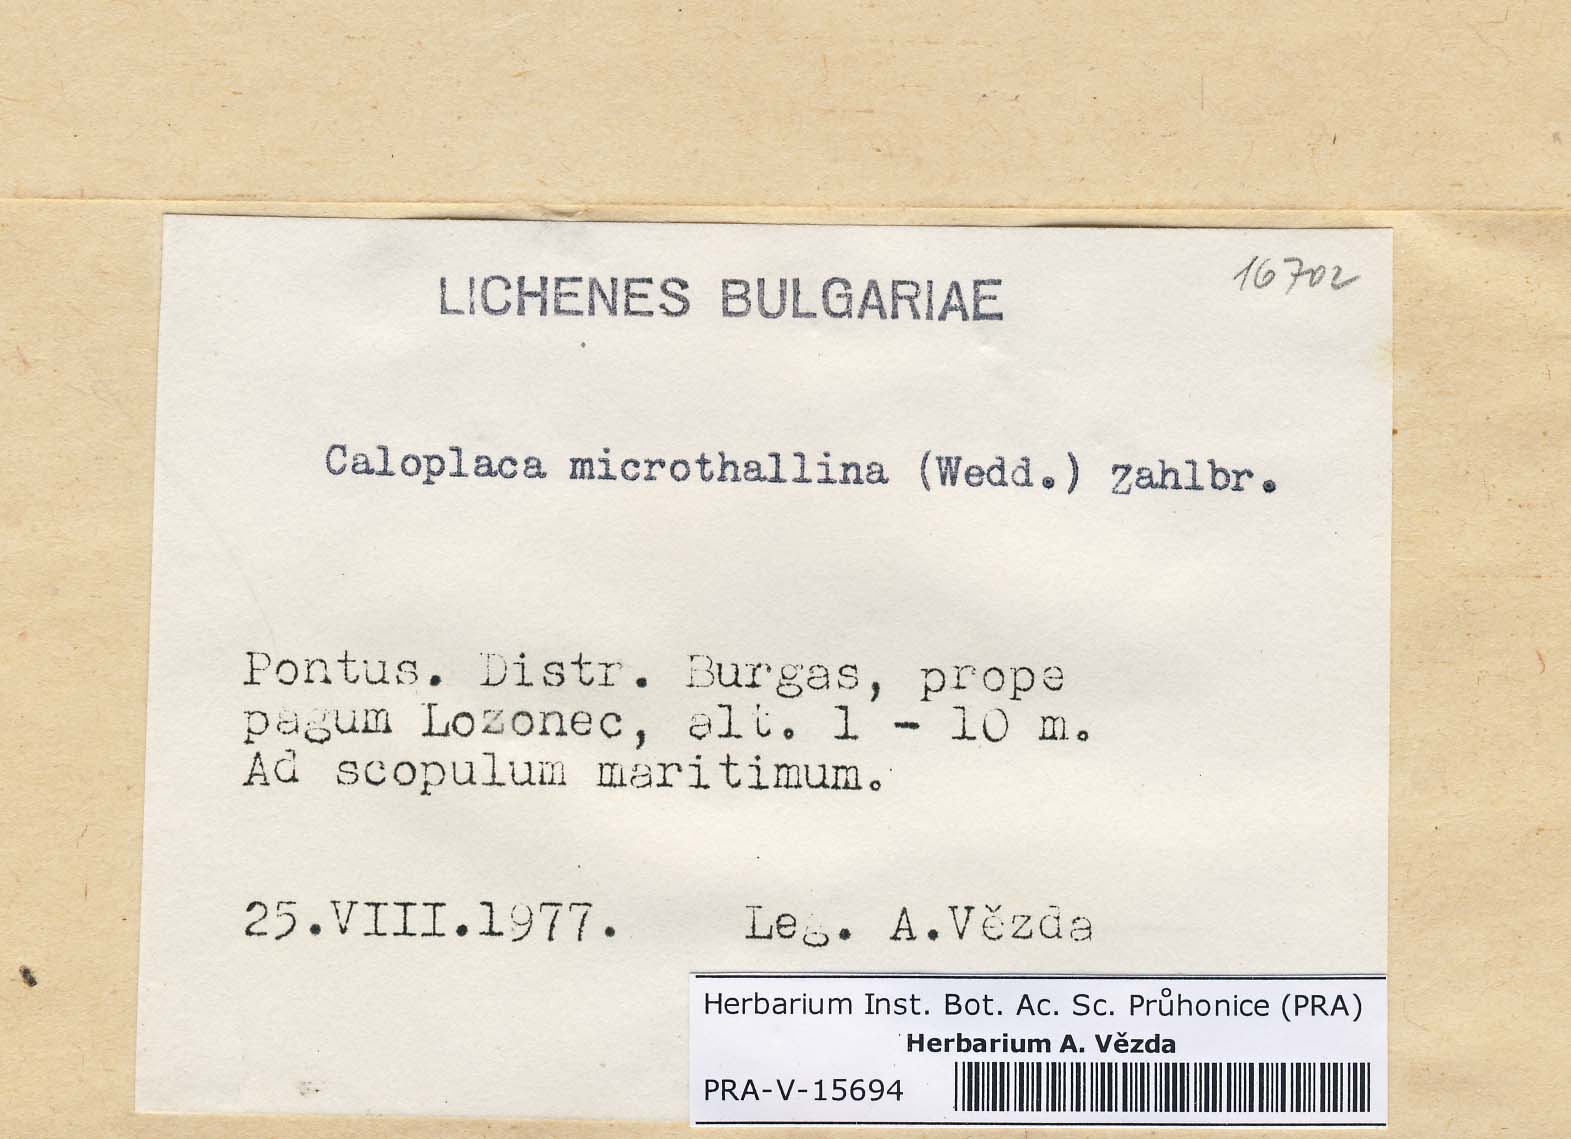 LICHENES BULGARIAE
16702
Caloplaca microthallina (Wedd.) Zahlbr.
Pontus. Distr. Burgas, prope
pagum Lozonec, alt. 1 - 10 m.
Ad scopulum maritimum.
25.VIII.1977. Leg. A.Vězda
Herbarium Inst. Bot. Ac. Sc. Průhonice (PRA)
Herbarium A. Vězda
PRA-V-15694